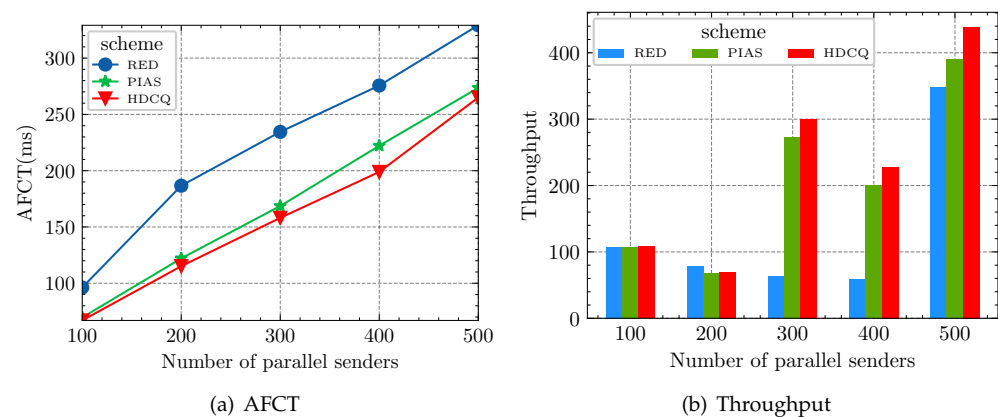 scheme
RED
PIAS
HDCQ
AFCT(ms)
300
250
200
150
100
100 200 300 400 500
Number of parallel senders
(a) AFCT
scheme
RED PIAS HDCQ
Throughput
400
300
200
100
0
100 200 300 400 500
Number of parallel senders
(b) Throughput